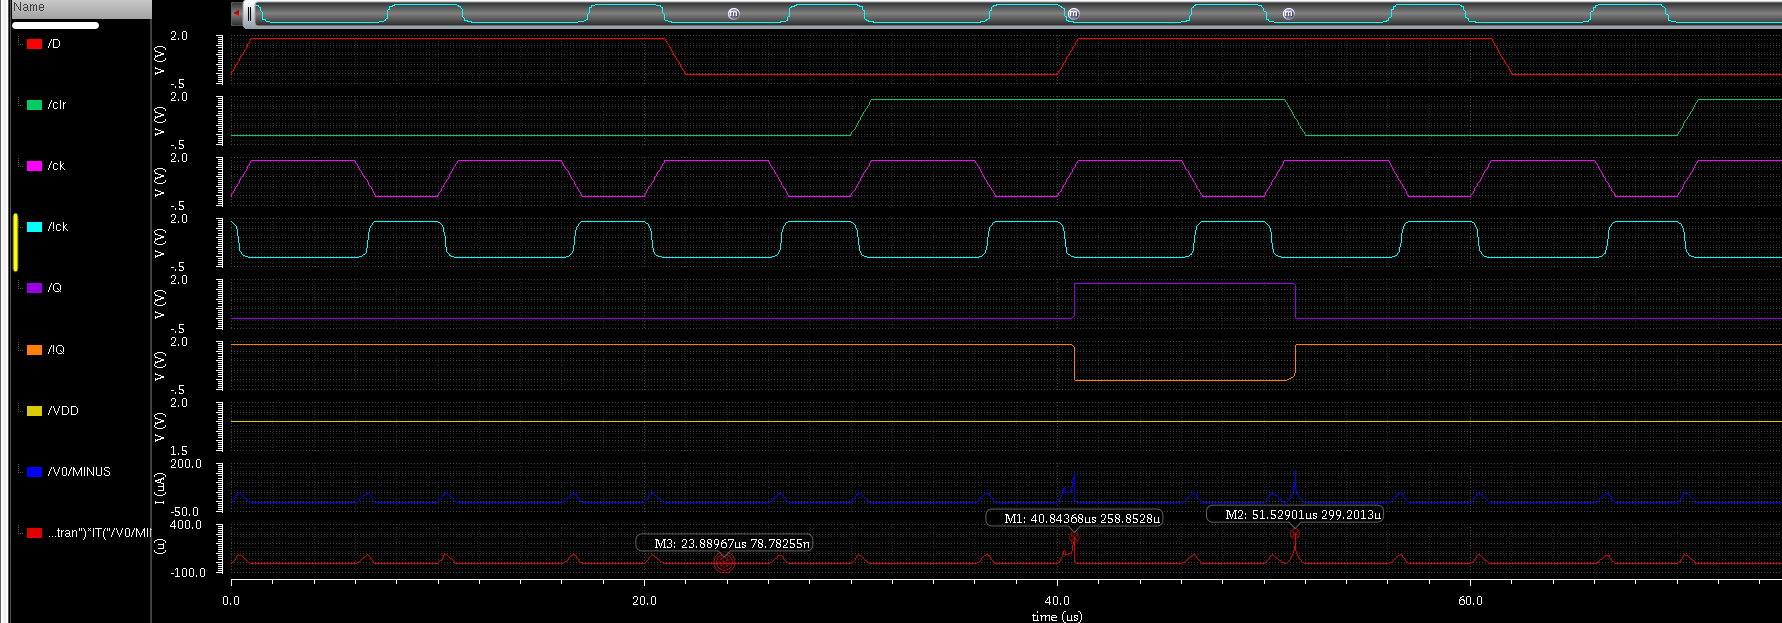 Name
m
m
m
/D
2.0
V (V)
-.5
/clr
2.0
V (V)
-.5
/ck
2.0
V (V)
-.5
/!ck
2.0
V (V)
-.5
/Q
2.0
V (V)
-.5
/!Q
2.0
V (V)
-.5
/VDD
2.0
V (V)
1.5
/V0/MINUS
200.0
I (uA)
-50.0
M1: 40.84368us 258.8528u
M2: 51.52901us 299.2013u
...tran")*IT("/V0/MI
400.0
(u)
-100.0
M3: 23.88967us 78.78255n
0.0
20.0
40.0
60.0
time (us)